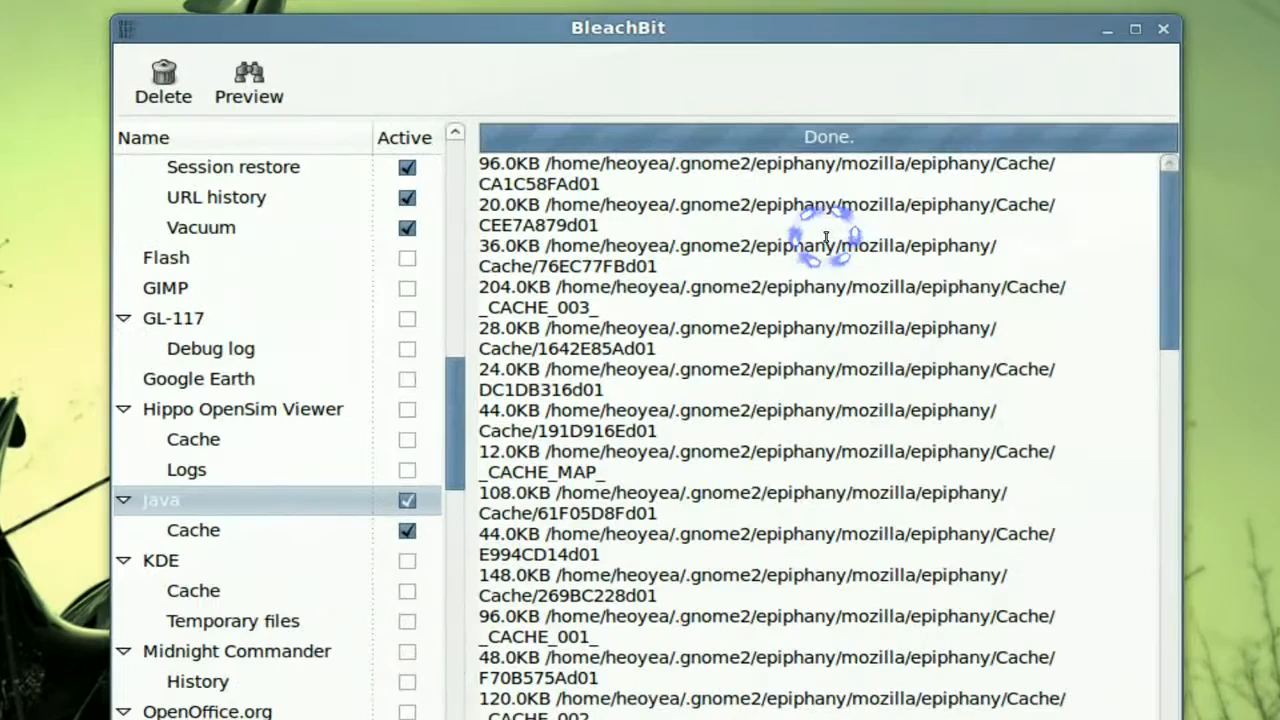 BleachBit
Delete
Preview
Name
Active
Session restore
URL history
Vacuum
Flash
GIMP
GL-117
Debug log
Google Earth
Hippo OpenSim Viewer
Cache
Logs
Java
Cache
KDE
Cache
Temporary files
Midnight Commander
History
OpenOffice.org
Done.
96.0KB /home/heoyea/.gnome2/epiphany/mozilla/epiphany/Cache/
CA1C58FAd01
20.0KB /home/heoyea/.gnome2/epiphany/mozilla/epiphany/Cache/
CEE7A879d01
36.0KB /home/heoyea/.gnome2/epiphany/mozilla/epiphany/
Cache/76EC77FBd01
204.0KB /home/heoyea/.gnome2/epiphany/mozilla/epiphany/Cache/
_CACHE_003_
28.0KB /home/heoyea/.gnome2/epiphany/mozilla/epiphany/
Cache/1642E85Ad01
24.0KB /home/heoyea/.gnome2/epiphany/mozilla/epiphany/Cache/
DC1DB316d01
44.0KB /home/heoyea/.gnome2/epiphany/mozilla/epiphany/
Cache/191D916Ed01
12.0KB /home/heoyea/.gnome2/epiphany/mozilla/epiphany/Cache/
_CACHE_MAP_
108.0KB /home/heoyea/.gnome2/epiphany/mozilla/epiphany/
Cache/61F05D8Fd01
44.0KB /home/heoyea/.gnome2/epiphany/mozilla/epiphany/Cache/
E994CD14d01
148.0KB /home/heoyea/.gnome2/epiphany/mozilla/epiphany/
Cache/269BC228d01
96.0KB /home/heoyea/.gnome2/epiphany/mozilla/epiphany/Cache/
_CACHE_001_
48.0KB /home/heoyea/.gnome2/epiphany/mozilla/epiphany/Cache/
F70B575Ad01
120.0KB /home/heoyea/.gnome2/epiphany/mozilla/epiphany/Cache/
_CACHE_002_